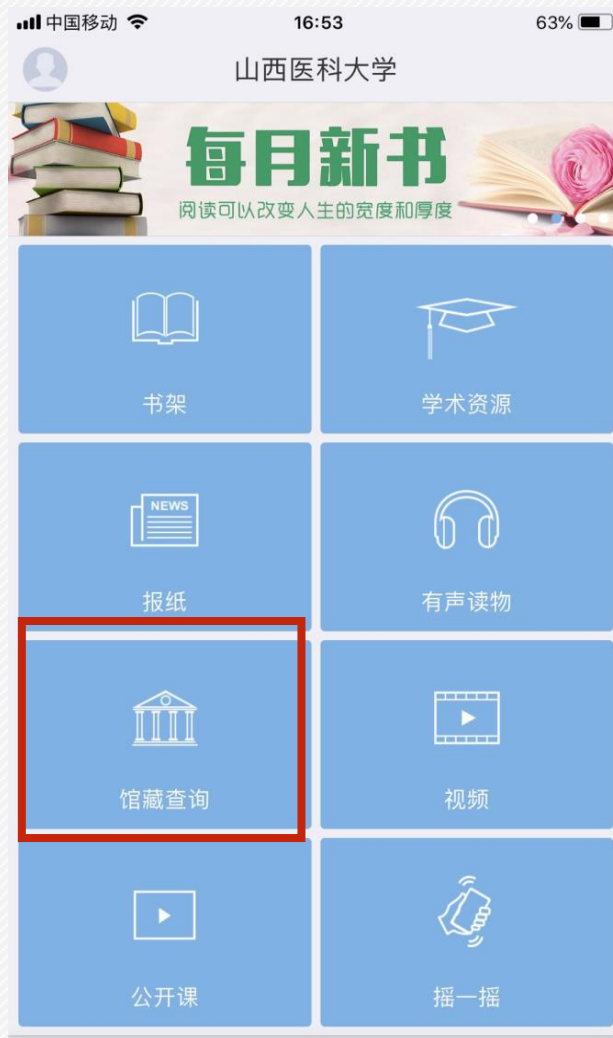 中国移动 16:53 63%
山西医科大学
每月新书
阅读可以改变人生的宽度和厚度
书架 学术资源
NEWS
报纸 有声读物
馆藏查询 视频
公开课 摇一摇